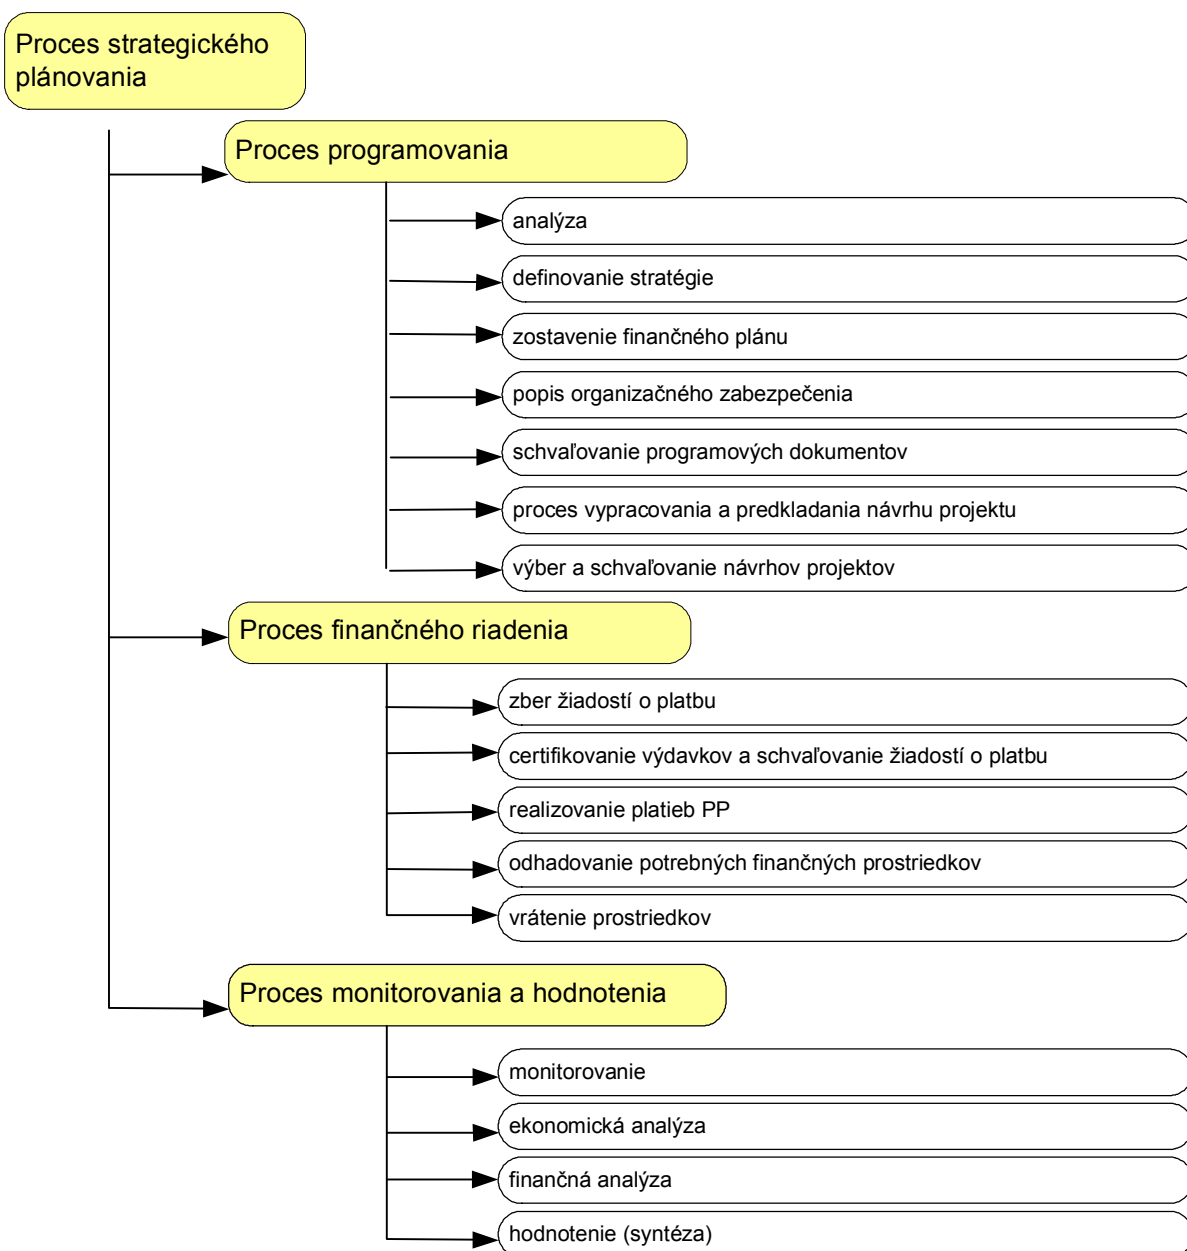 Proces strategického
plánovania
Proces programovania
analýza
definovanie stratégie
zostavenie finančného plánu
popis organizačného zabezpečenia
schvaľovanie programových dokumentov
proces vypracovania a predkladania návrhu projektu
výber a schvaľovanie návrhov projektov
Proces finančného riadenia
zber žiadostí o platbu
certifikovanie výdavkov a schvaľovanie žiadostí o platbu
realizovanie platieb PP
odhadovanie potrebných finančných prostriedkov
vrátenie prostriedkov
Proces monitorovania a hodnotenia
monitorovanie
ekonomická analýza
finančná analýza
hodnotenie (syntéza)